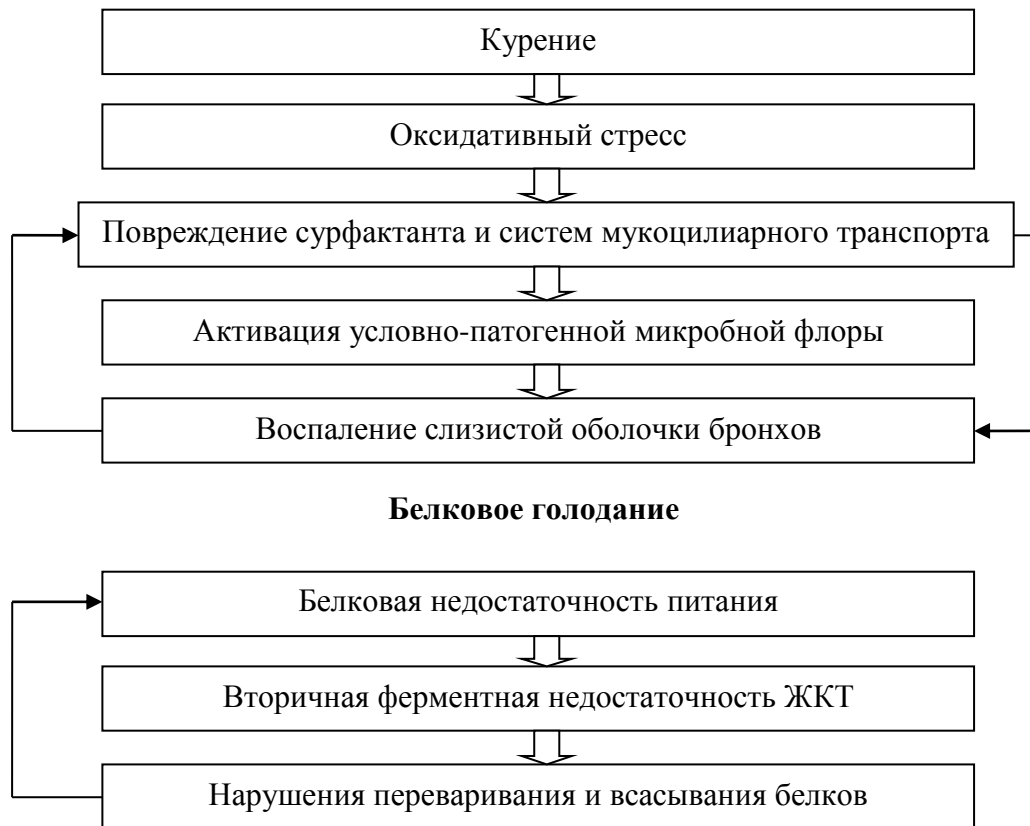 Курение
Оксидативный стресс
Повреждение сурфактанта и систем мукоцилиарного транспорта
Активация условно-патогенной микробной флоры
Воспаление слизистой оболочки бронхов
Белковое голодание
Белковая недостаточность питания
Вторичная ферментная недостаточность ЖКТ
Нарушения переваривания и всасывания белков